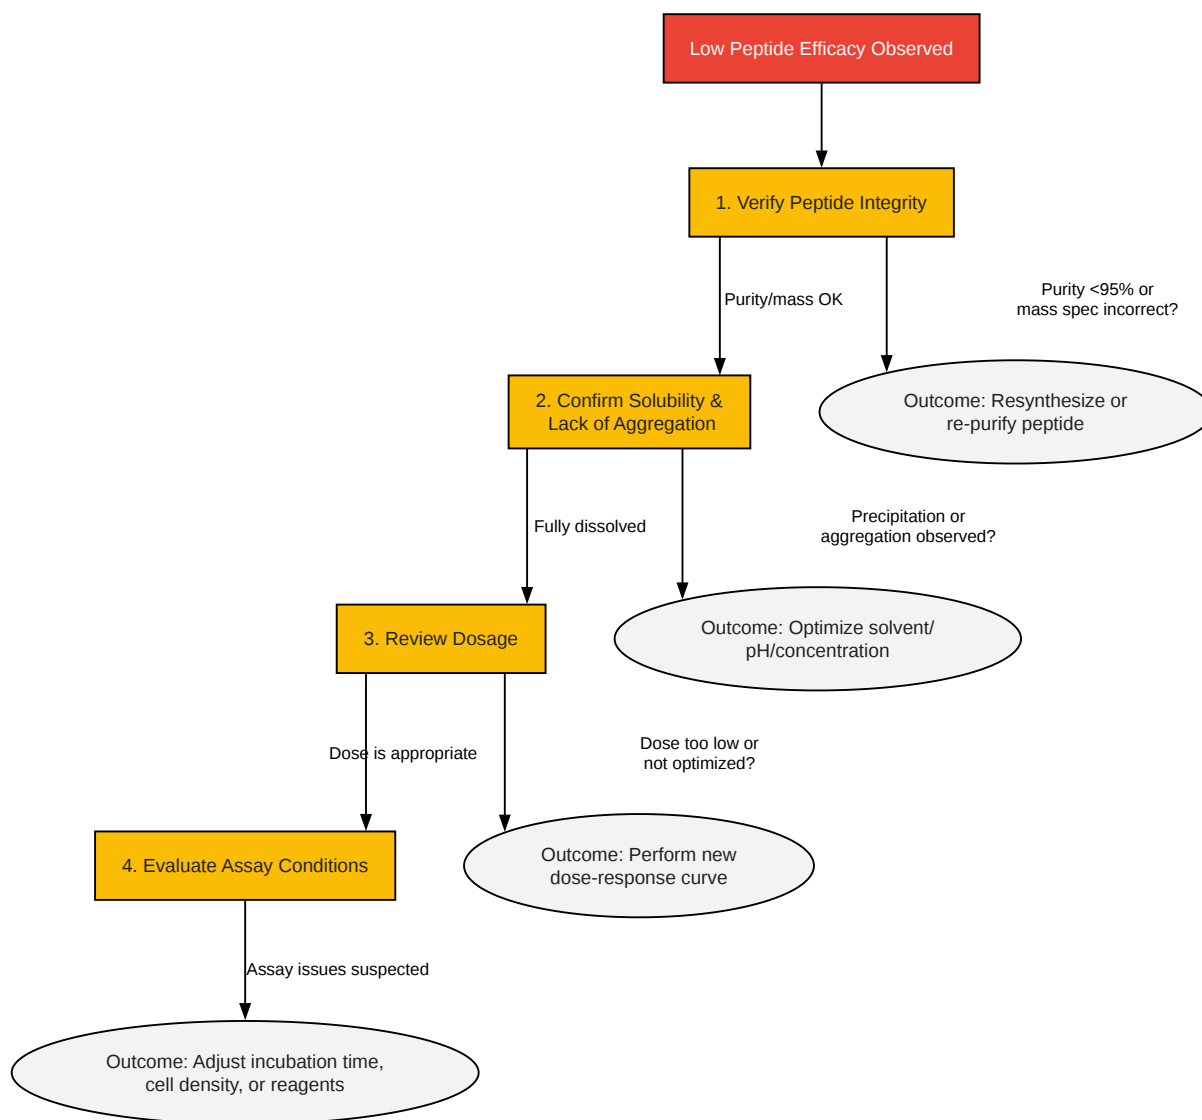 Low Peptide Efficacy Observed
1. Verify Peptide Integrity
Purity/mass OK
Purity <95% or
mass spec incorrect?
2. Confirm Solubility &
Lack of Aggregation
Outcome: Resynthesize or
re-purify peptide
Fully dissolved
Precipitation or
aggregation observed?
3. Review Dosage
Outcome: Optimize solvent/
pH/concentration
Dose is appropriate
Dose too low or
not optimized?
4. Evaluate Assay Conditions
Outcome: Perform new
dose-response curve
Assay issues suspected
Outcome: Adjust incubation time,
cell density, or reagents